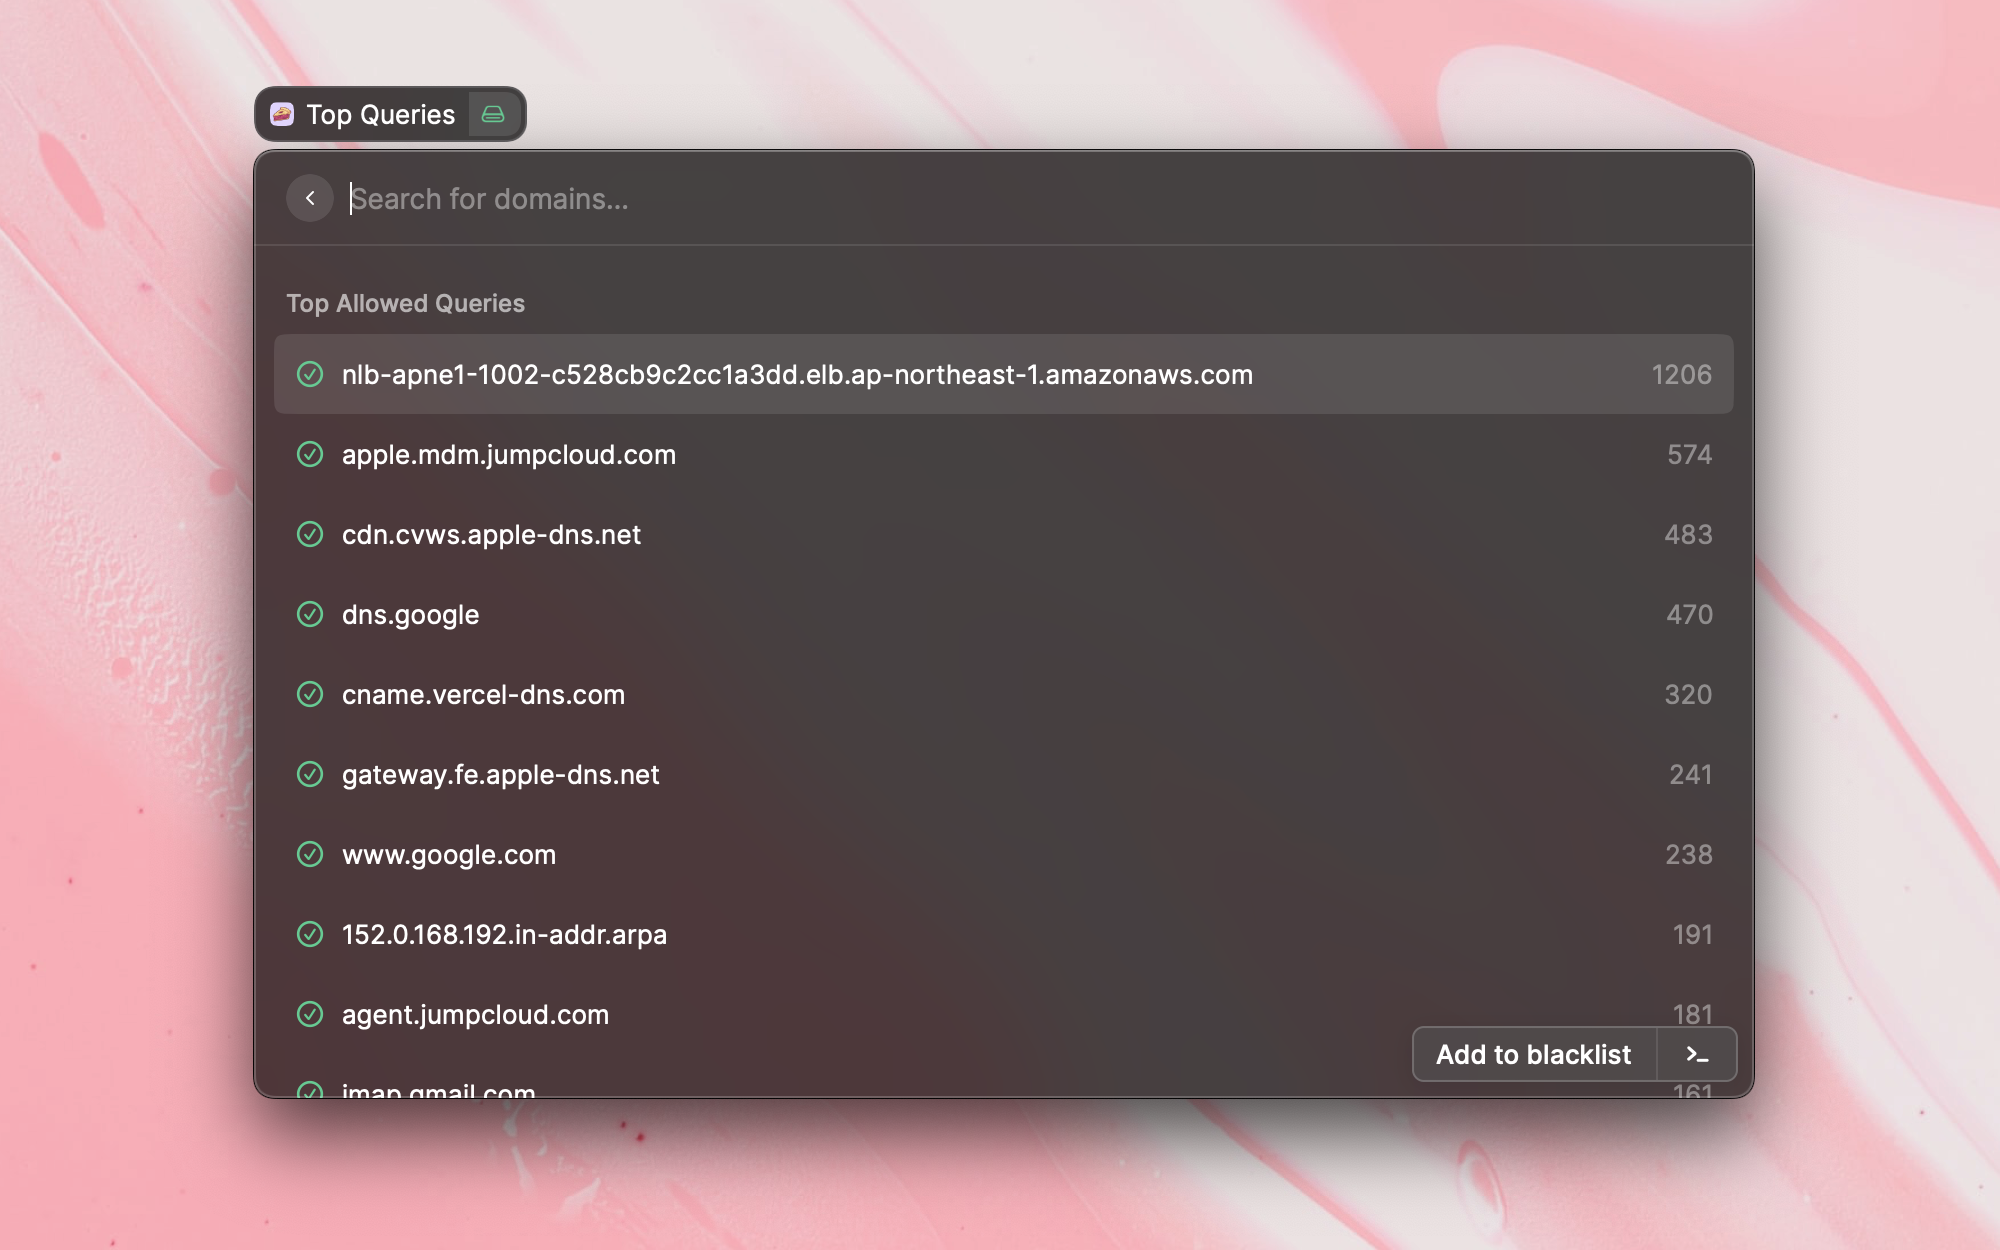 Top Queries
Search for domains...
Top Allowed Queries
nlb-apne1-1002-c528cb9c2cc1a3dd.elb.ap-northeast-1.amazonaws.com 1206
apple.mdm.jumpcloud.com 574
cdn.cvws.apple-dns.net 483
dns.google 470
cname.vercel-dns.com 320
gateway.fe.apple-dns.net 241
www.google.com 238
152.0.168.192.in-addr.arpa 191
agent.jumpcloud.com 181
Add to blacklist
imap.gmail.com 161